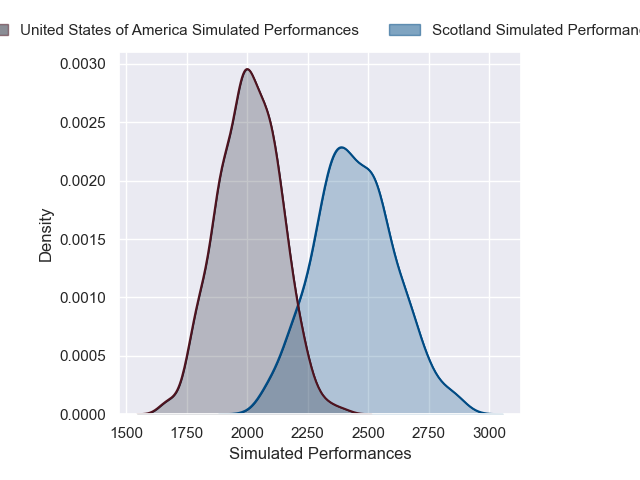 United States of America Simulated Performances
Scotland Simulated
0.0030
0.0025
0.0020
0.0015
0.0010
0.0005
0.0000
Density
1500 1750 2000 2250 2500 2750 3000
Simulated Performances